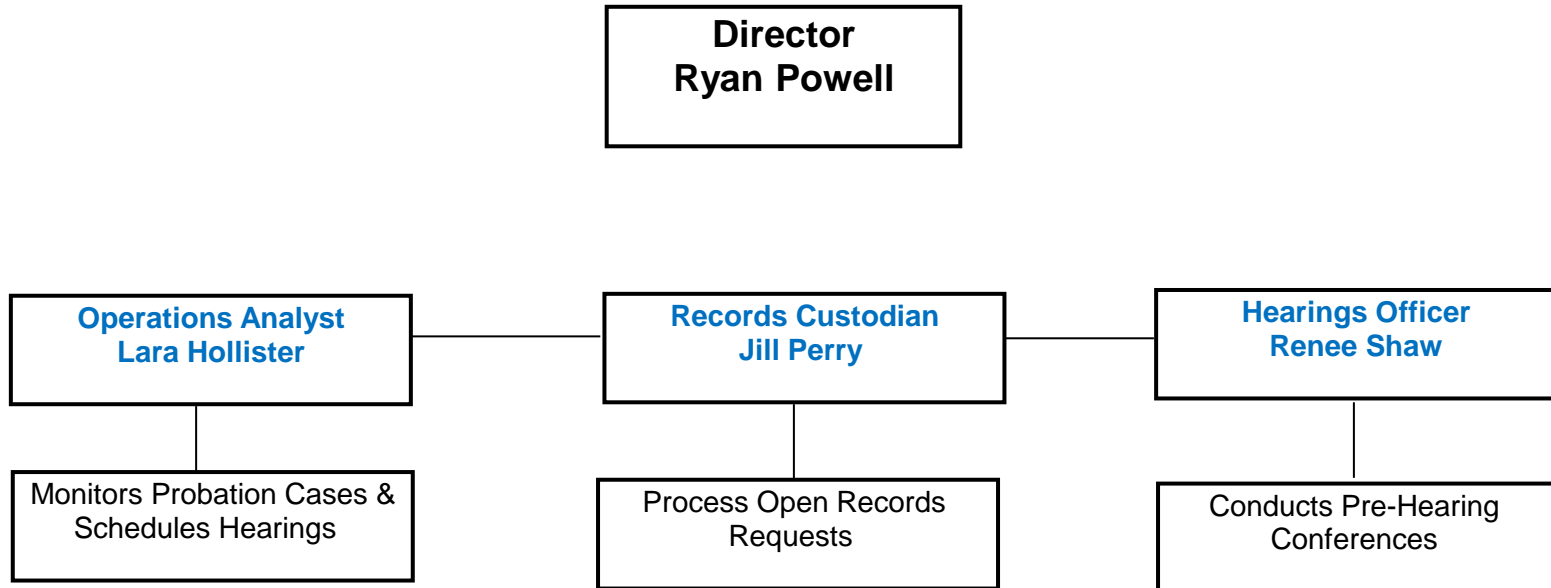 Director
Ryan Powell
Operations Analyst
Lara Hollister
Records Custodian
Jill Perry
Hearings Officer
Renee Shaw
Monitors Probation Cases &
Schedules Hearings
Process Open Records
Requests
Conducts Pre-Hearing
Conferences